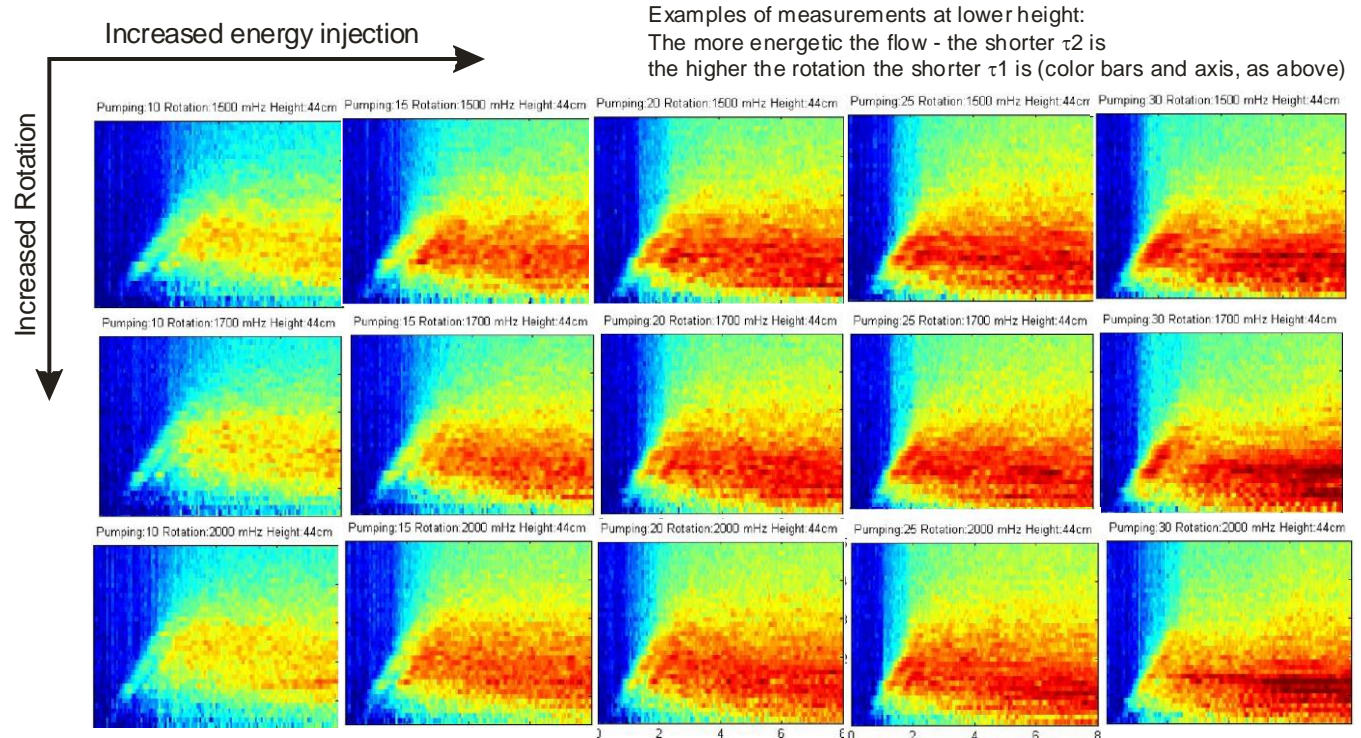 Increased energy injection
Increased Rotation
Examples of measurements at lower height:
The more energetic the flow - the shorter τ2 is
the higher the rotation the shorter τ1 is (color bars and axis, as above)
Pumping:10 Rotation:1500 mHz Height:44cm
Pumping:15 Rotation:1500 mHz Height:44cm
Pumping:20 Rotation:1500 mHz Height:44cm
Pumping:25 Rotation:1500 mHz Height:44cm
Pumping:30 Rotation:1500 mHz Height:44cm
Pumping:10 Rotation:1700 mHz Height:44cm
Pumping:15 Rotation:1700 mHz Height:44cm
Pumping:20 Rotation:1700 mHz Height:44cm
Pumping:25 Rotation:1700 mHz Height:44cm
Pumping:30 Rotation:1700 mHz Height:44cm
Pumping:10 Rotation:2000 mHz Height:44cm
Pumping:15 Rotation:2000 mHz Height:44cm
Pumping:20 Rotation:2000 mHz Height:44cm
Pumping:25 Rotation:2000 mHz Height:44cm
Pumping:30 Rotation:2000 mHz Height:44cm
0 2 4 6 8
2 4 6 8